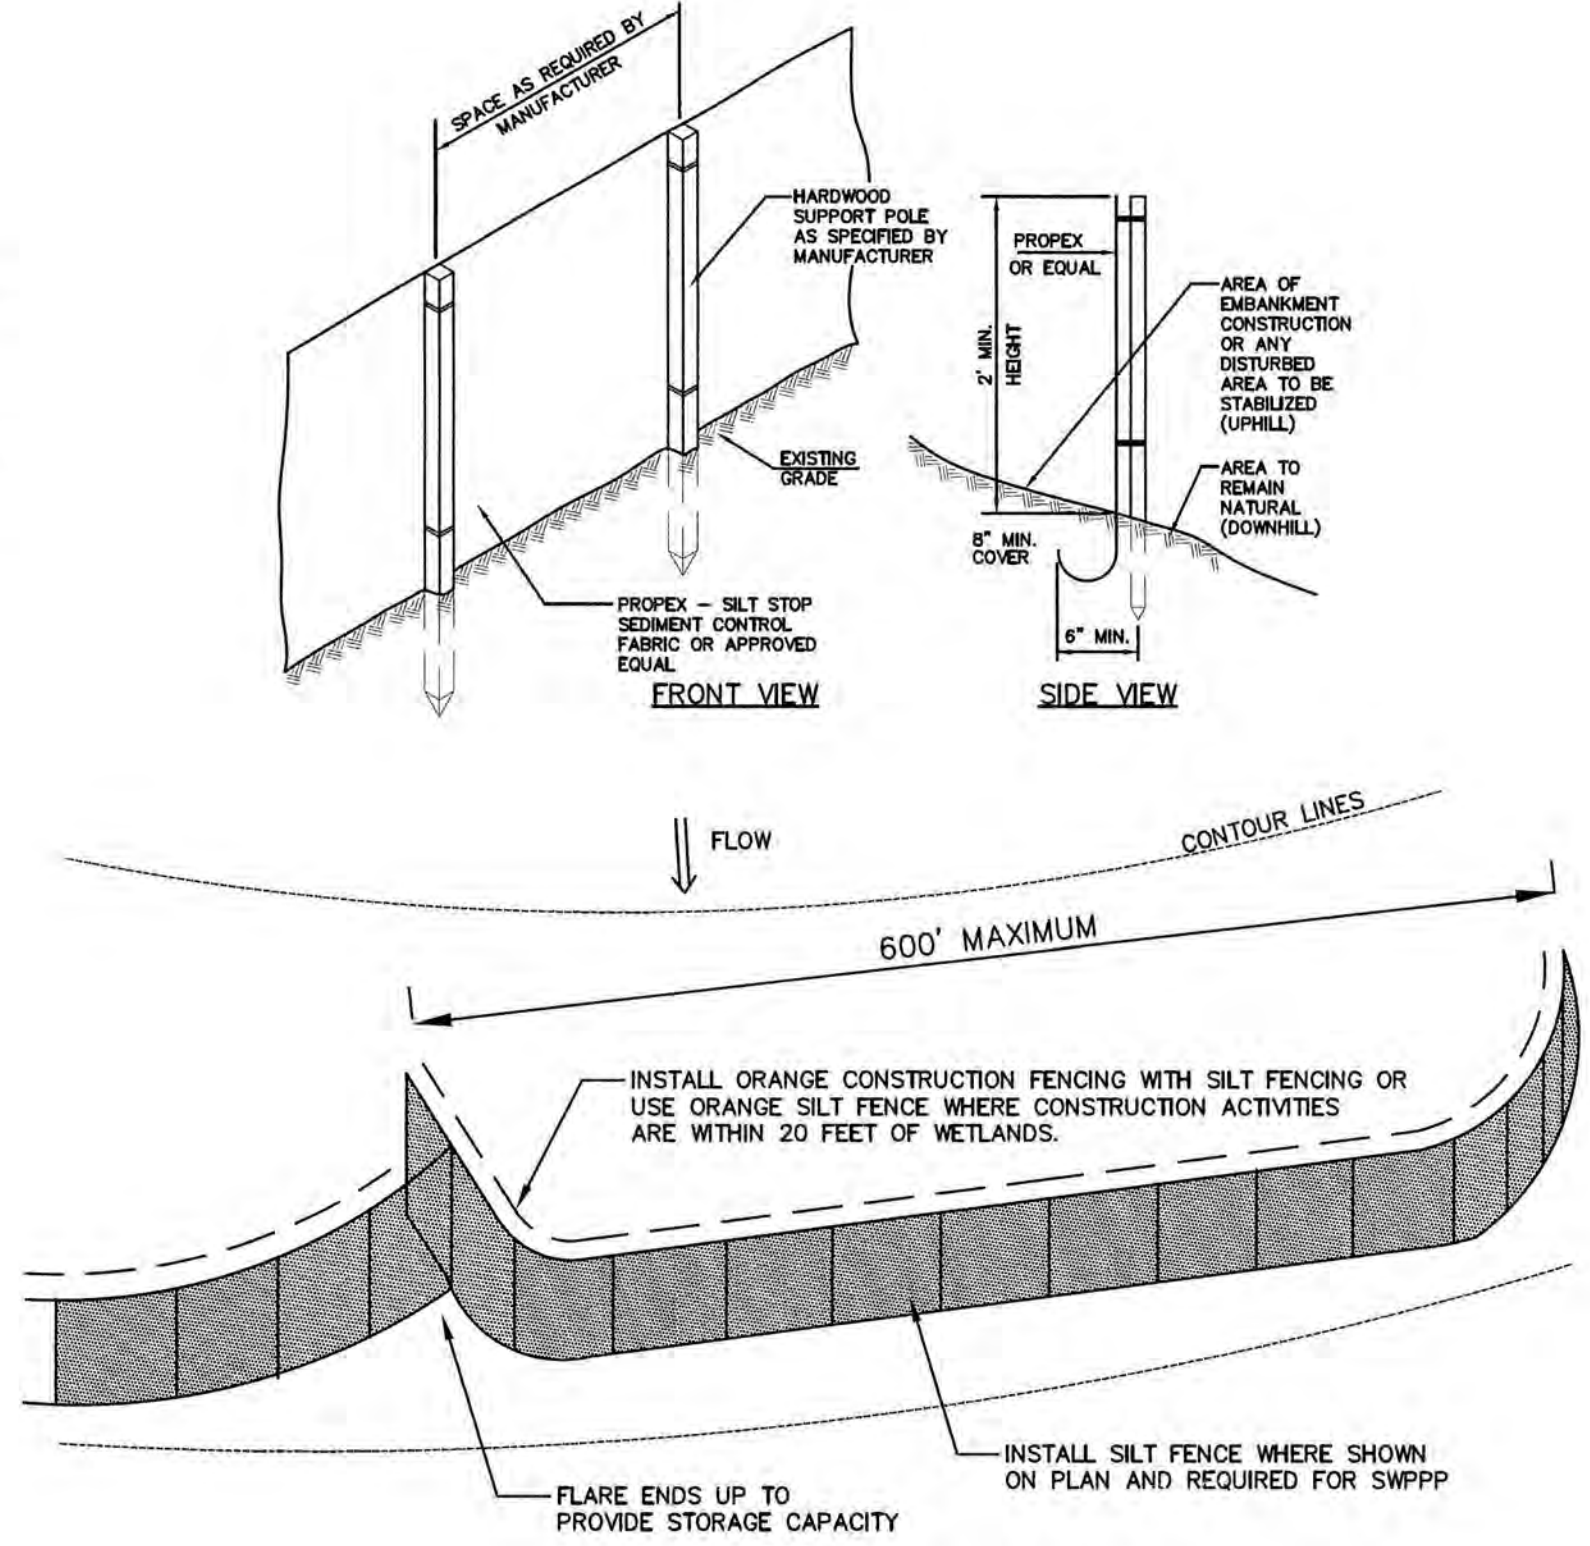 SPACE AS REQUIRED BY
MANUFACTURER
HARDWOOD
SUPPORT POLE
AS SPECIFIED BY
MANUFACTURER
EXISTING
GRADE
PROPEX – SILT STOP
SEDIMENT CONTROL
FABRIC OR APPROVED
EQUAL
FRONT VIEW
PROPEX
OR EQUAL
2' MIN.
HEIGHT
AREA OF
EMBANKMENT
CONSTRUCTION
OR ANY
DISTURBED
AREA TO BE
STABILIZED
(UPHILL)
AREA TO
REMAIN
NATURAL
(DOWNHILL)
8" MIN.
COVER
6" MIN.
SIDE VIEW
FLOW
CONTOUR LINES
600' MAXIMUM
INSTALL ORANGE CONSTRUCTION FENCING WITH SILT FENCING OR
USE ORANGE SILT FENCE WHERE CONSTRUCTION ACTIVITIES
ARE WITHIN 20 FEET OF WETLANDS.
INSTALL SILT FENCE WHERE SHOWN
ON PLAN AND REQUIRED FOR SWPPP
FLARE ENDS UP TO
PROVIDE STORAGE CAPACITY